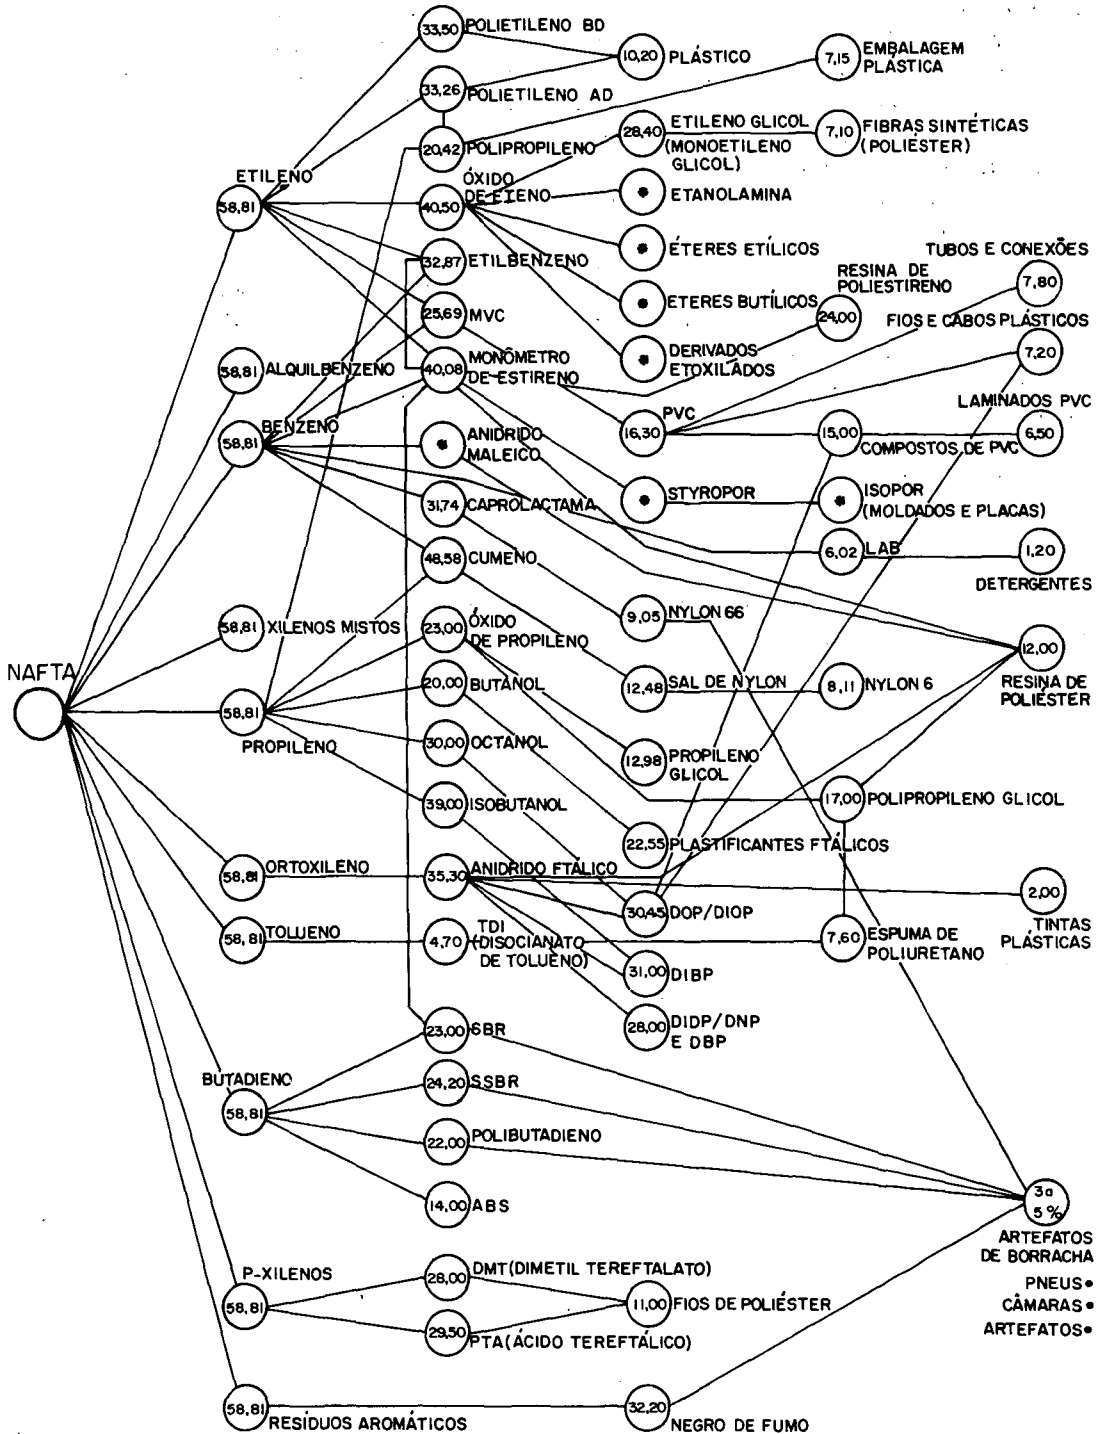 33,50 POLIETILENO BD
10,20 PLÁSTICO
7,15 EMBALAGEM
PLÁSTICA
33,26 POLIETILENO AD
20,42 POLIPROPILENO
28,40 ETILENO GLICOL
(MONOETILENO
GLICOL)
7,10 FIBRAS SINTÉTICAS
(POLIÉSTER)
ETILENO
58,81
ÓXIDO
DE ETENO
40,50
ETANOLAMINA
ÉTERES ETÍLICOS
32,87 ETILBENZENO
ETERES BUTÍLICOS
RESINA DE
POLIESTIRENO
24,00
TUBOS E CONEXÕES
7,80
25,69 MVC
FIOS E CABOS PLÁSTICOS
7,20
58,81 ALQUILBENZENO
40,08 MONÔMETRO
DE ESTIRENO
DERIVADOS
ETOXILADOS
BENZENO
58,81
ANIDRIDO
MALEICO
PVC
16,30
15,00 COMPOSTOS DE PVC
LAMINADOS PVC
6,50
31,74 CAPROLACTAMA
STYROPOR
ISOPOR
(MOLDADOS E PLACAS)
48,58 CUMENO
6,02 LAB
1,20
DETERGENTES
58,81 XILENOS MISTOS
23,00 ÓXIDO
DE PROPILENO
9,05 NYLON 66
12,00
RESINA DE
POLIÉSTER
NAFTA
20,00 BUTANOL
12,48 SAL DE NYLON
8,11 NYLON 6
58,81
PROPILENO
30,00 OCTANOL
12,98 PROPILENO
GLICOL
39,00 ISOBUTANOL
17,00 POLIPROPILENO GLICOL
22,55 PLASTIFICANTES FTÁLICOS
58,81 ORTOXILENO
35,30 ANIDRIDO FTÁLICO
30,45 DOP/DIOP
2,00
TINTAS
PLÁSTICAS
58,81 TOLUENO
4,70 TDI
(DISOCIANATO
DE TOLUENO)
7,60 ESPUMA DE
POLIURETANO
31,00 DIBP
23,00 SBR
28,00 DIDP/DNP
E DBP
BUTADIENO
58,81
24,20 SSBR
22,00 POLIBUTADIENO
14,00 ABS
3a
5%
ARTEFATOS
DE BORRACHA
PNEUS •
CÂMARAS •
ARTEFATOS •
P-XILENOS
58,81
28,00 DMT (DIMETIL TEREFTALATO)
11,00 FIOS DE POLIÉSTER
29,50 PTA (ÁCIDO TEREFTÁLICO)
58,81 RESÍDUOS AROMÁTICOS
32,20 NEGRO DE FUMO